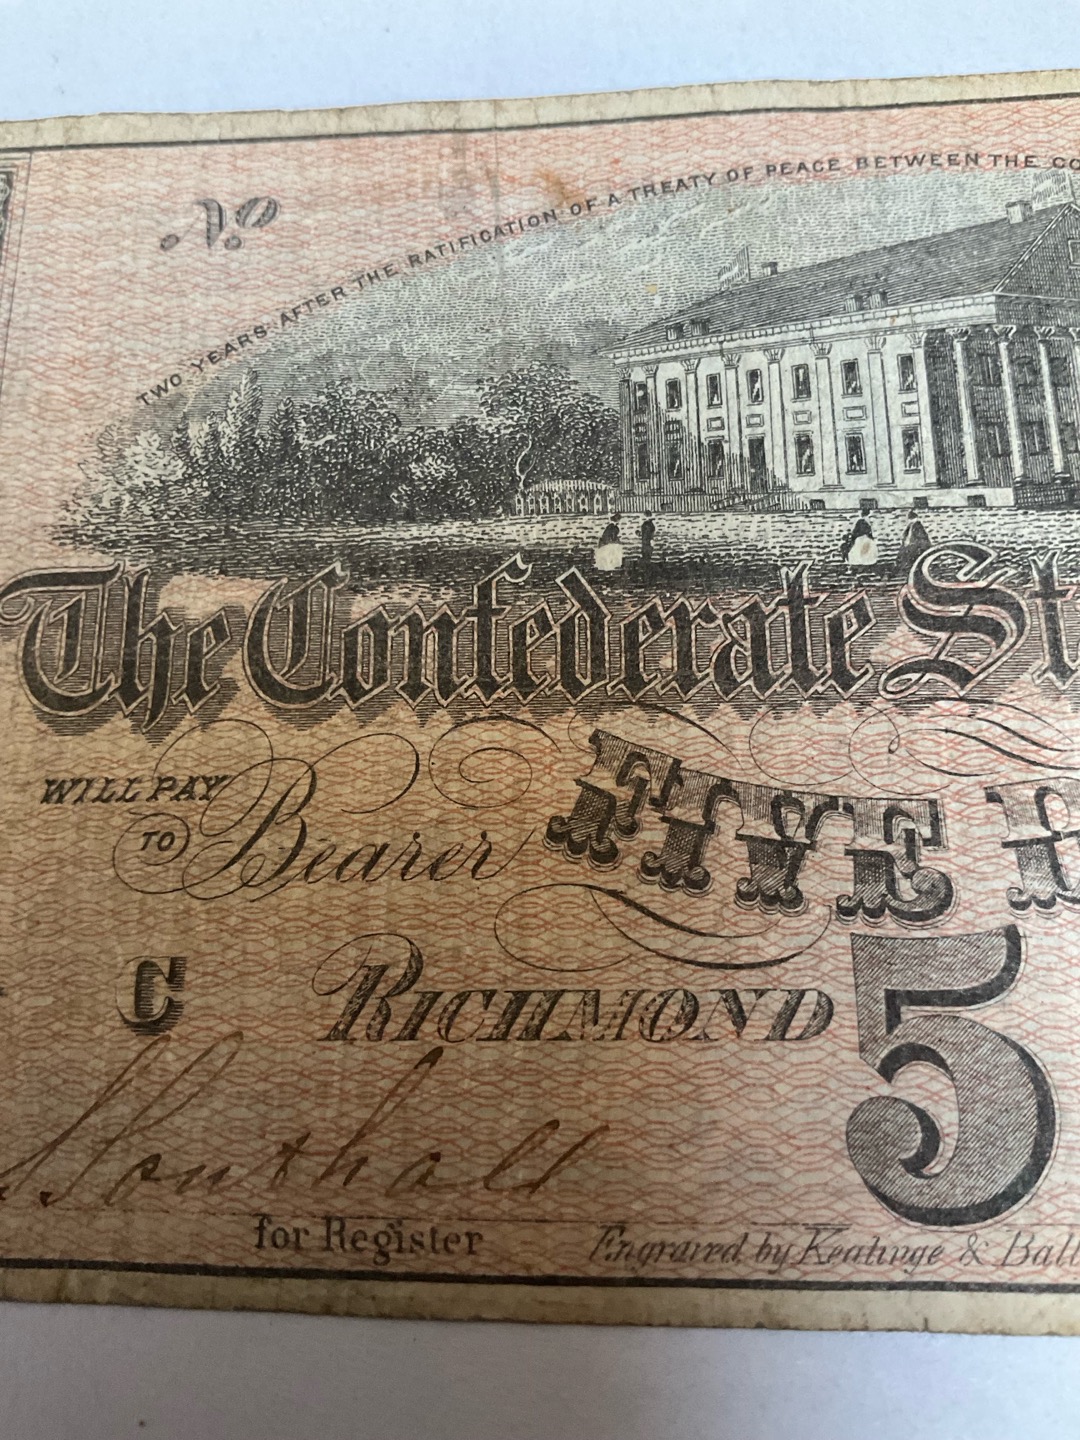 No
TWO YEARS AFTER THE RATIFICATION OF A TREATY OF PEACE BETWEEN THE CO
The Confederate St
WILL PAY
TO Bearer
FIVE D
C
RICHMOND
5
Southall
for Register
Engraved by Keatinge & Ball